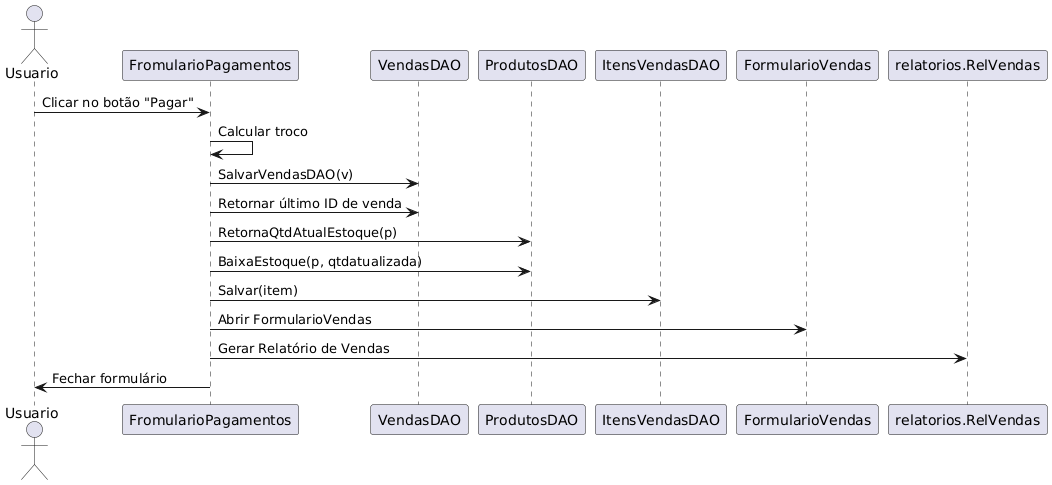 Usuario
FromularioPagamentos
VendasDAO
ProdutosDAO
ItensVendasDAO
FormularioVendas
relatorios.RelVendas
Clicar no botão "Pagar"
Calcular troco
SalvarVendasDAO(v)
Retornar último ID de venda
RetornaQtdAtualEstoque(p)
BaixaEstoque(p, qtdatualizada)
Salvar(item)
Abrir FormularioVendas
Gerar Relatório de Vendas
Fechar formulário
Usuario
FromularioPagamentos
VendasDAO
ProdutosDAO
ItensVendasDAO
FormularioVendas
relatorios.RelVendas